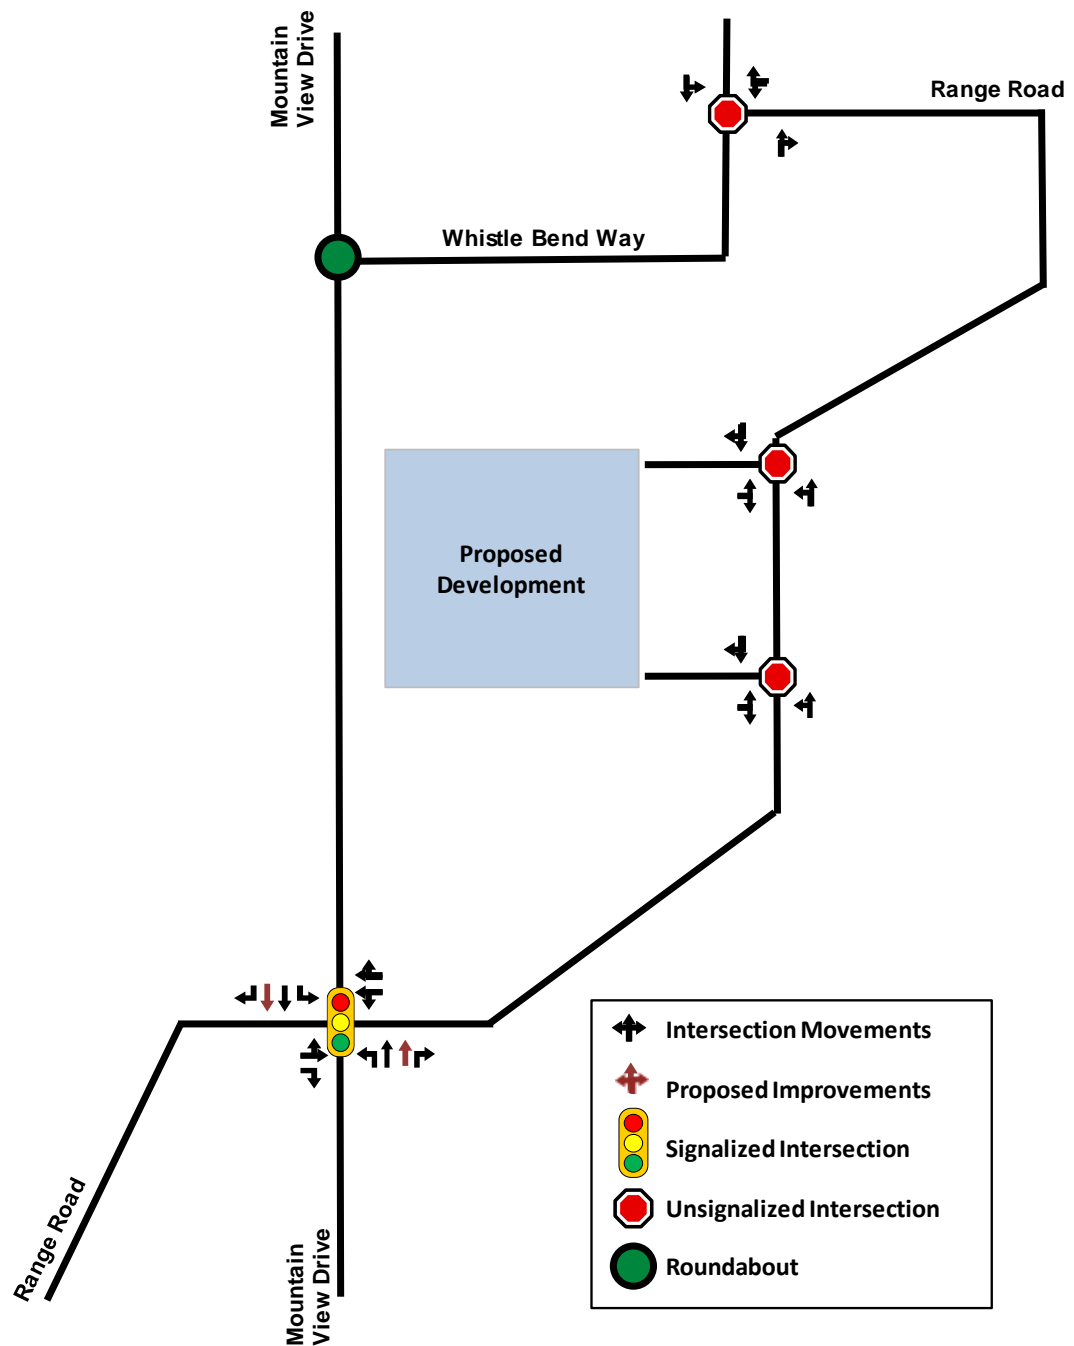 Mountain
View Drive
Range Road
Whistle Bend Way
Proposed
Development
Intersection Movements
Proposed Improvements
Signalized Intersection
Unsignalized Intersection
Roundabout
Range Road
Mountain
View Drive